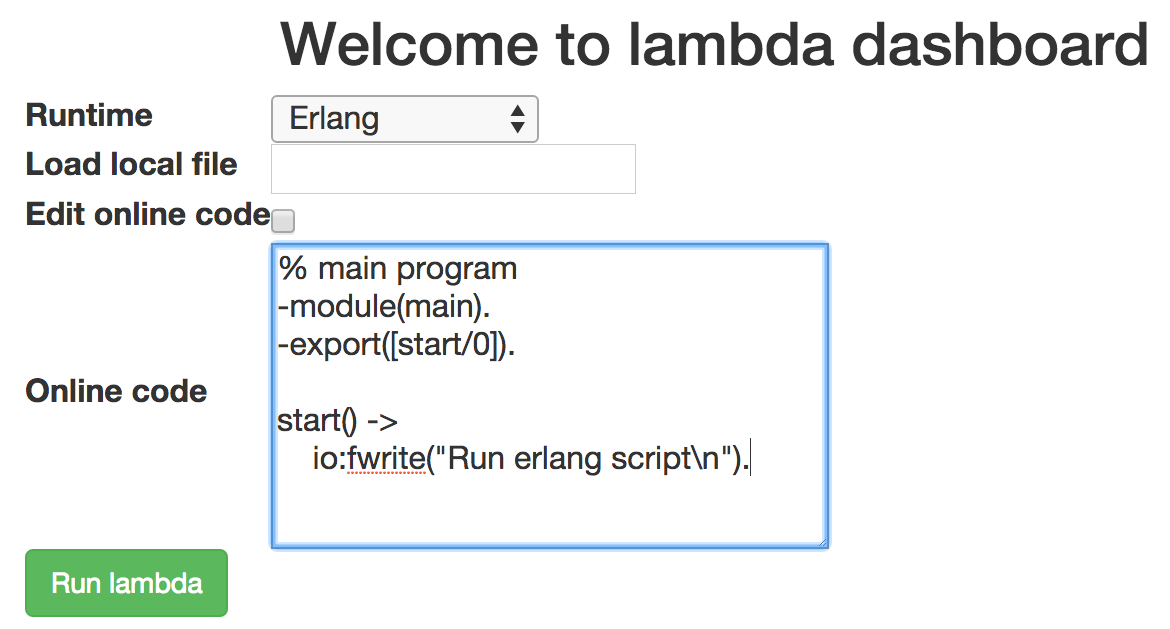 Welcome to lambda dashboard
Runtime
Erlang
Load local file
Edit online code
Online code
% main program
-module(main).
-export([start/0]).
start() ->
io:fwrite("Run erlang script\n").
Run lambda